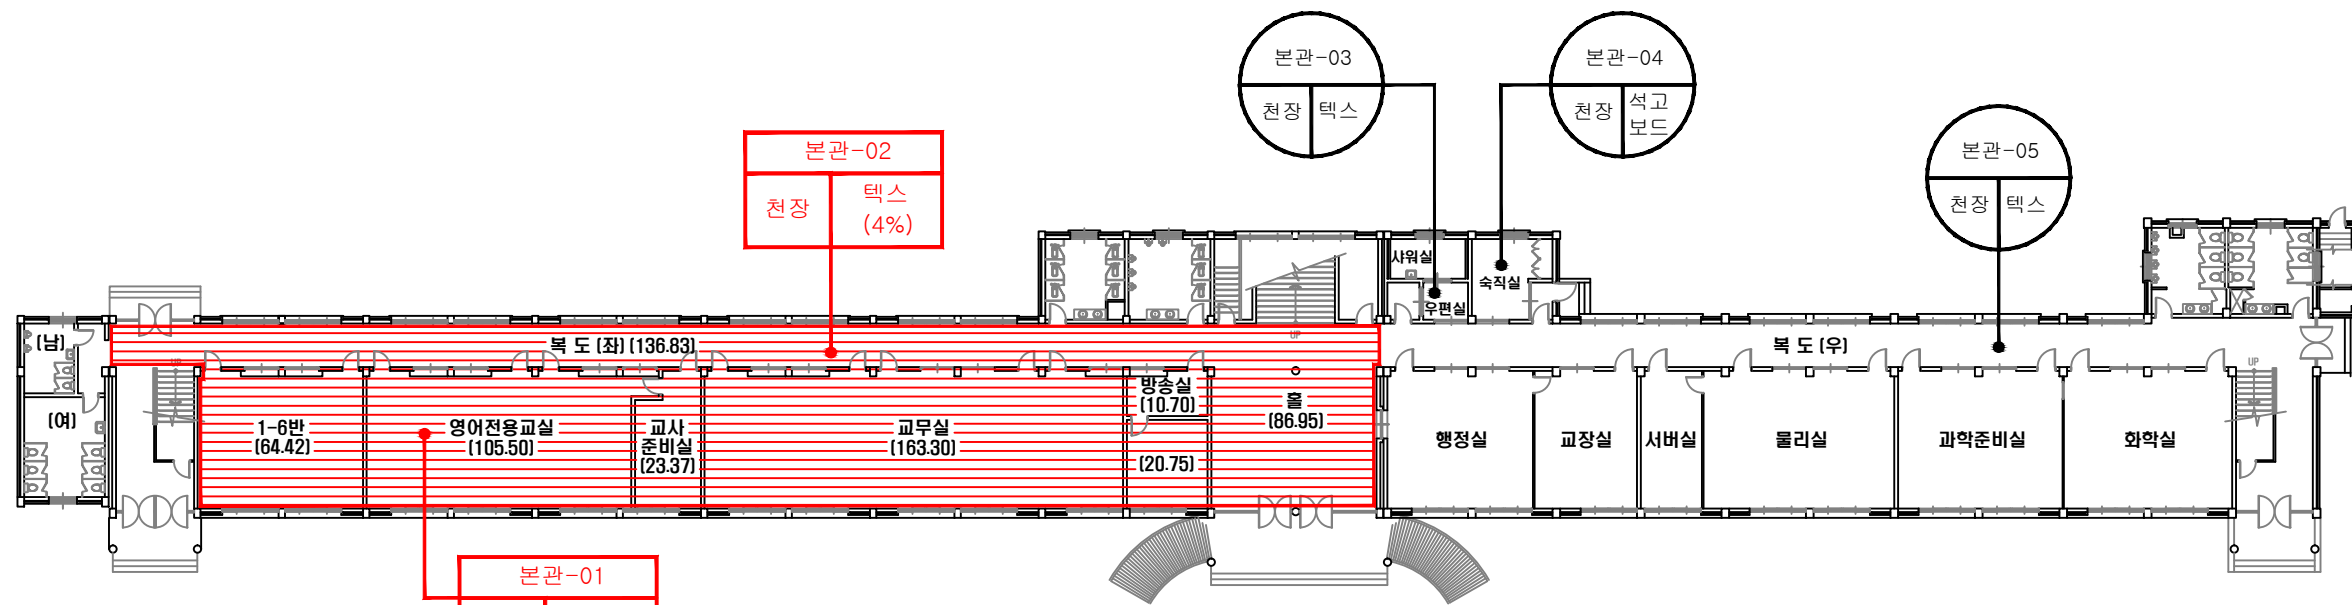 본관-03
천장 텍스
본관-04
천장 석고
보드
본관-02
천장 텍스
(4%)
본관-05
천장 텍스
샤워실
숙직실
우편실
(남)
UP
복 도 (좌) (136.83)
UP
복 도 (우)
UP
(여)
1-6반
(64.42)
영어전용교실
(105.50)
교사
준비실
(23.37)
교무실
(163.30)
방송실
(10.70)
(20.75)
홀
(86.95)
행정실
교장실
서버실
물리실
과학준비실
화학실
본관-01